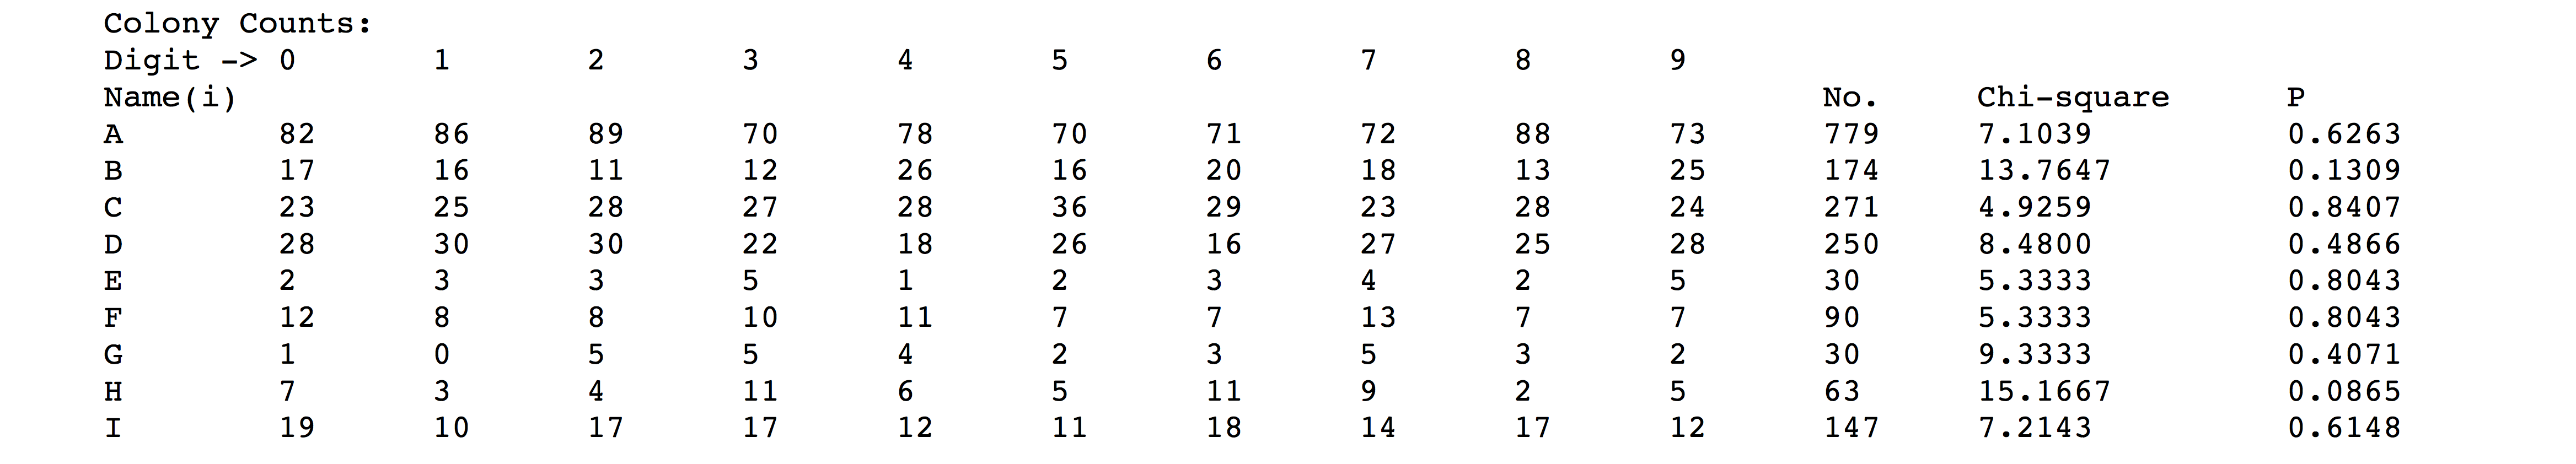 Colony Counts:
Digit -> 0 1 2 3 4 5 6 7 8 9
Name(i) No. Chi-square P
A 82 86 89 70 78 70 71 72 88 73 779 7.1039 0.6263
B 17 16 11 12 26 16 20 18 13 25 174 13.7647 0.1309
C 23 25 28 27 28 36 29 23 28 24 271 4.9259 0.8407
D 28 30 30 22 18 26 16 27 25 28 250 8.4800 0.4866
E 2 3 3 5 1 2 3 4 2 5 30 5.3333 0.8043
F 12 8 8 10 11 7 7 13 7 7 90 5.3333 0.8043
G 1 0 5 5 4 2 3 5 3 2 30 9.3333 0.4071
H 7 3 4 11 6 5 11 9 2 5 63 15.1667 0.0865
I 19 10 17 17 12 11 18 14 17 12 147 7.2143 0.6148